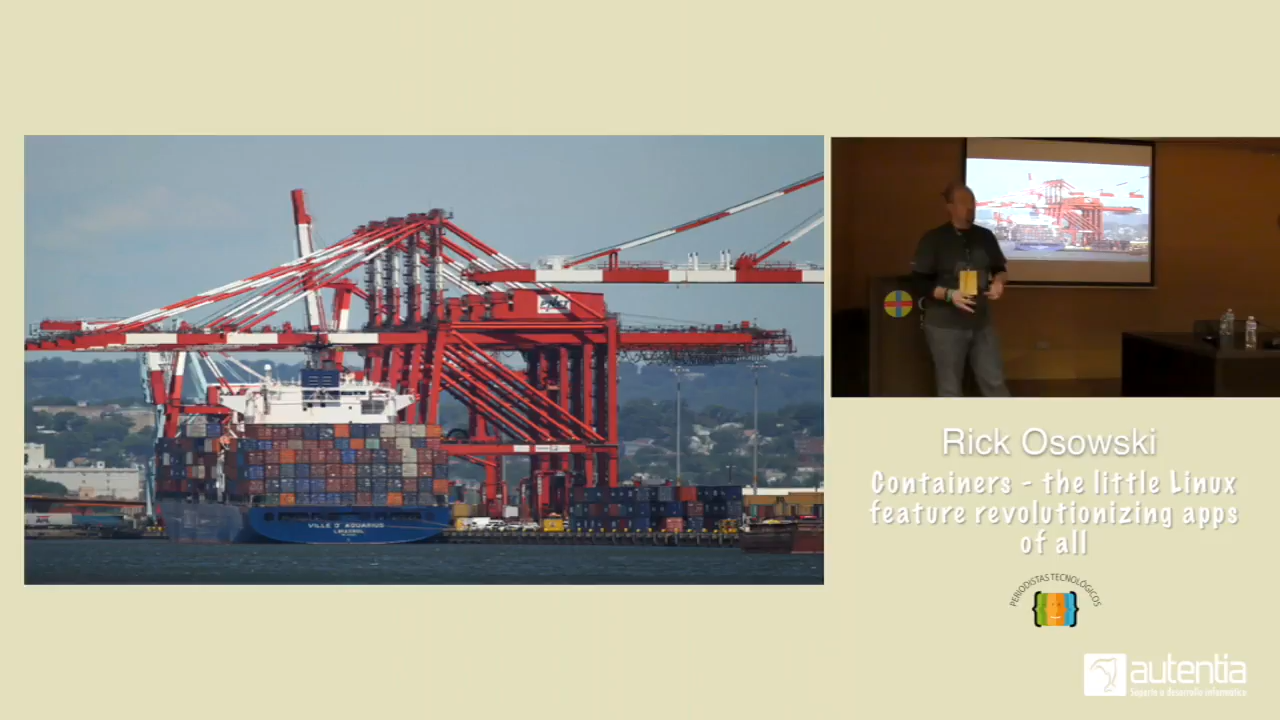 VILLE D'AQUARIUS
Rick Osowski
Containers - the little Linux
feature revolutionizing apps
of all
PERIODISTAS TECNOLÓGICOS
autentia
Soporte a desarrollo informático